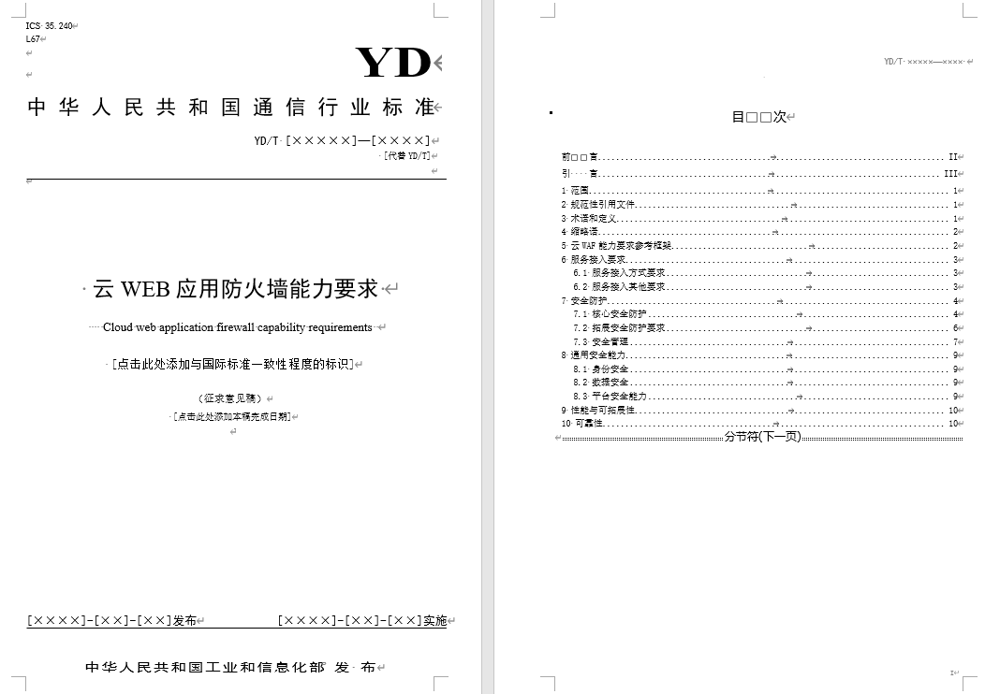 ICS 35.240
L67
YD
中华人民共和国通信行业标准
YD/T [×××××]—[××××]
[代替 YD/T]
云 WEB 应用防火墙能力要求
Cloud web application firewall capability requirements
[点击此处添加与国际标准一致性程度的标识]
（征求意见稿）
[点击此处添加本稿完成日期]
[××××]-[××]-[××]发布
[××××]-[××]-[××]实施
中华人民共和国工业和信息化部 发 布
YD/T ×××××—××××
目□□次
前□□言 II
引言 III
1 范围 1
2 规范性引用文件 1
3 术语和定义 1
4 缩略语 2
5 云 WAF 能力要求参考框架 2
6 服务接入要求 3
6.1 服务接入方式要求 3
6.2 服务接入其他要求 3
7 安全防护 4
7.1 核心安全防护 4
7.2 拓展安全防护要求 6
7.3 安全管理 7
8 通用安全能力 9
8.1 身份安全 9
8.2 数据安全 9
8.3 平台安全能力 9
9 性能与可拓展性 10
10 可靠性 10
分节符(下一页)
I